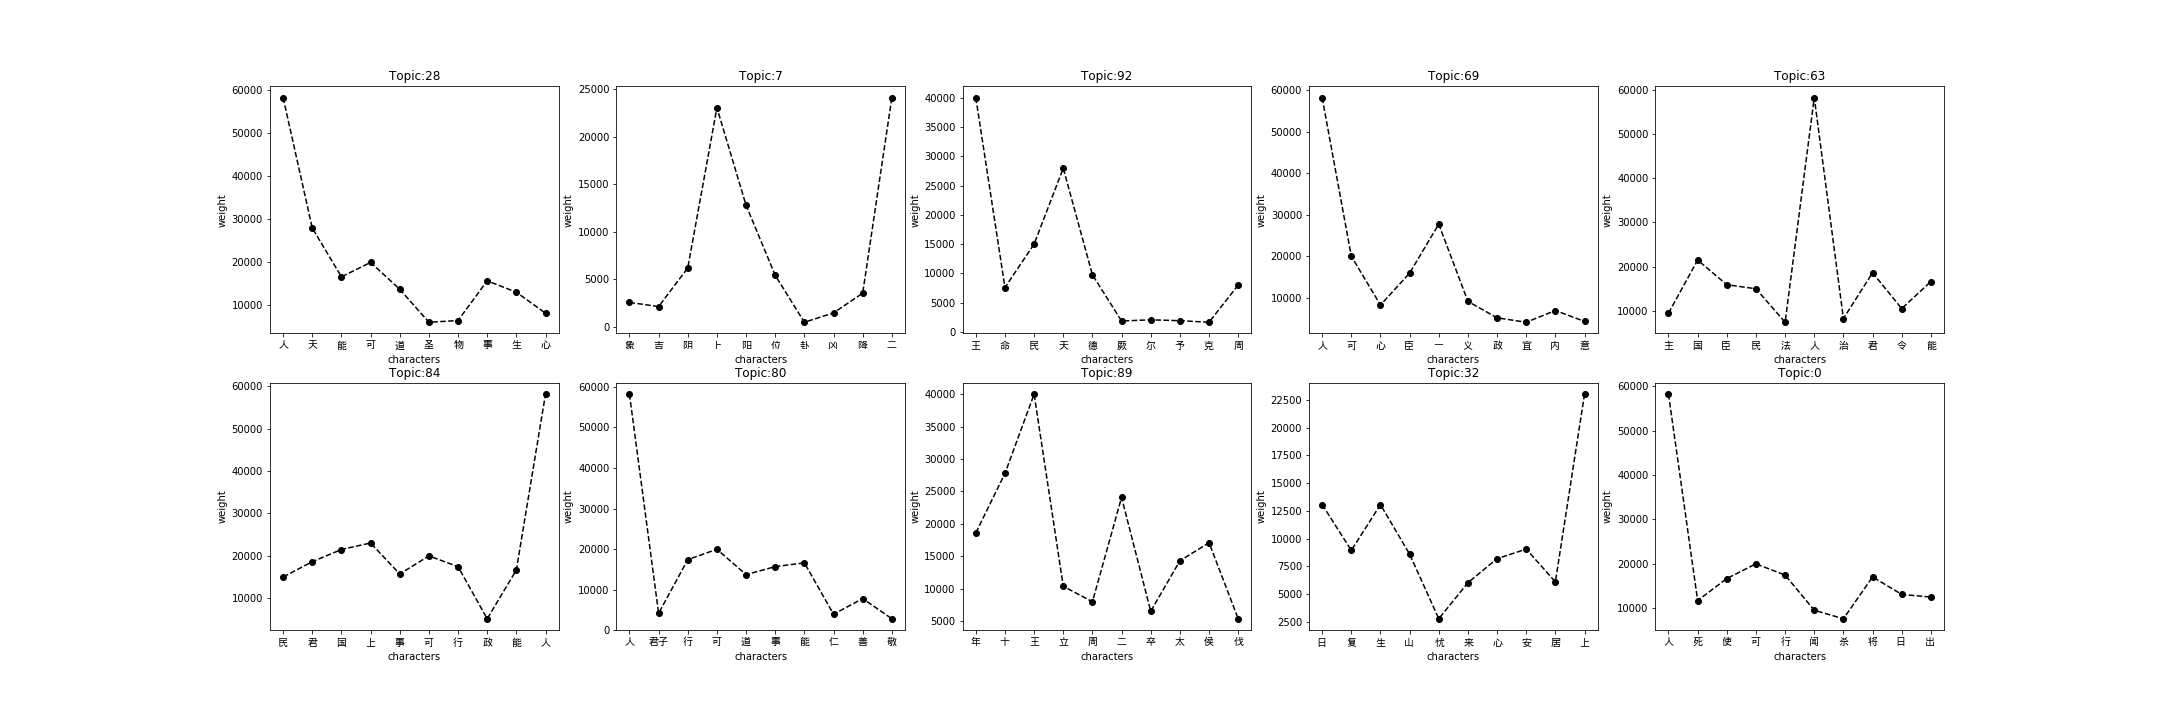 Topic:28
60000
50000
40000
30000
20000
10000
weight
人 天 能 可 道 圣 物 事 生 心
characters
Topic:7
25000
20000
15000
10000
5000
0
weight
象 吉 阴 上 阳 位 卦 凶 降 二
characters
Topic:92
40000
35000
30000
25000
20000
15000
10000
5000
0
weight
王 命 民 天 德 厥 尔 予 克 周
characters
Topic:69
60000
50000
40000
30000
20000
10000
weight
人 可 心 臣 一 义 政 宜 内 意
characters
Topic:63
60000
50000
40000
30000
20000
10000
weight
主 国 臣 民 法 人 治 君 令 能
characters
Topic:84
60000
50000
40000
30000
20000
10000
weight
民 君 国 上 事 可 行 政 能 人
characters
Topic:80
60000
50000
40000
30000
20000
10000
0
weight
人 君子 行 可 道 事 能 仁 善 敬
characters
Topic:89
40000
35000
30000
25000
20000
15000
10000
5000
weight
年 十 王 立 周 二 卒 太 侯 伐
characters
Topic:32
22500
20000
17500
15000
12500
10000
7500
5000
2500
weight
日 复 生 山 忧 来 心 安 居 上
characters
Topic:0
60000
50000
40000
30000
20000
10000
weight
人 死 使 可 行 闻 杀 将 日 出
characters